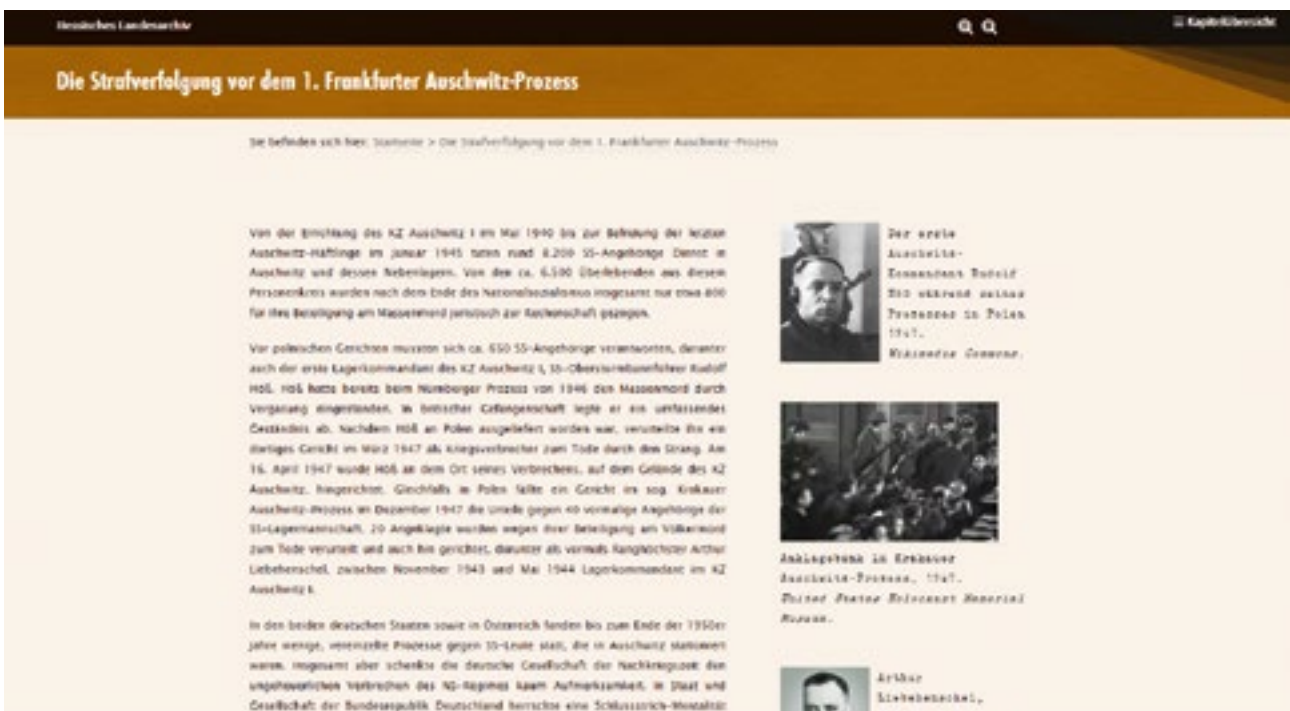 Hessisches Landesarchiv
Kapitelübersicht
Die Strafverfolgung vor dem 1. Frankfurter Auschwitz-Prozess
Sie befinden sich hier: Startseite > Die Strafverfolgung vor dem 1. Frankfurter Auschwitz-Prozess
Von der Errichtung des KZ Auschwitz I im Mai 1940 bis zur Befreiung der letzten
Auschwitz-Häftlinge im Januar 1945 taten rund 8.200 SS-Angehörige Dienst in
Auschwitz und dessen Nebenlagern. Von den ca. 6.500 Überlebenden aus diesem
Personenkreis wurden nach dem Ende des Nationalsozialismus insgesamt nur etwa 800
für ihre Beteiligung am Massenmord juristisch zur Rechenschaft gezogen.
Vor polnischen Gerichten mussten sich ca. 650 SS-Angehörige verantworten, darunter
auch der erste Lagerkommandant des KZ Auschwitz I, SS-Obersturmbannführer Rudolf
Höß. Höß hatte bereits beim Nürnberger Prozess von 1946 den Massenmord durch
Vergasung eingestanden. In britischer Gefangenschaft legte er ein umfassendes
Geständnis ab. Nachdem Höß an Polen ausgeliefert worden war, verurteilte ihn ein
dortiges Gericht im März 1947 als Kriegsverbrecher zum Tode durch den Strang. Am
16. April 1947 wurde Höß an dem Ort seines Verbrechens, auf dem Gelände des KZ
Auschwitz, hingerichtet. Gleichfalls in Polen fällte ein Gericht im sog. Krakauer
Auschwitz-Prozess im Dezember 1947 die Urteile gegen 40 vormalige Angehörige der
SS-Lagermannschaft. 20 Angeklagte wurden wegen ihrer Beteiligung am Völkermord
zum Tode verurteilt und auch hin gerichtet, darunter als vormals Ranghöchster Arthur
Liebehenschel, zwischen November 1943 und Mai 1944 Lagerkommandant im KZ
Auschwitz I.
In den beiden deutschen Staaten sowie in Österreich fanden bis zum Ende der 1950er
Jahre wenige, vereinzelte Prozesse gegen SS-Leute statt, die in Auschwitz stationiert
waren. Insgesamt aber schenkte die deutsche Gesellschaft der Nachkriegszeit den
ungeheuerlichen Verbrechen des NS-Regimes kaum Aufmerksamkeit. In Staat und
Gesellschaft der Bundesrepublik Deutschland herrschte eine Schlussstrich-Mentalität
Der erste
Auschwitz-
Kommandant Rudolf
Höß während seines
Prozesses in Polen
1947.
Wikimedia Commons.
Anklagebank im Krakauer
Auschwitz-Prozess, 1947.
United States Holocaust Memorial
Museum.
Arthur
Liebehenschel,